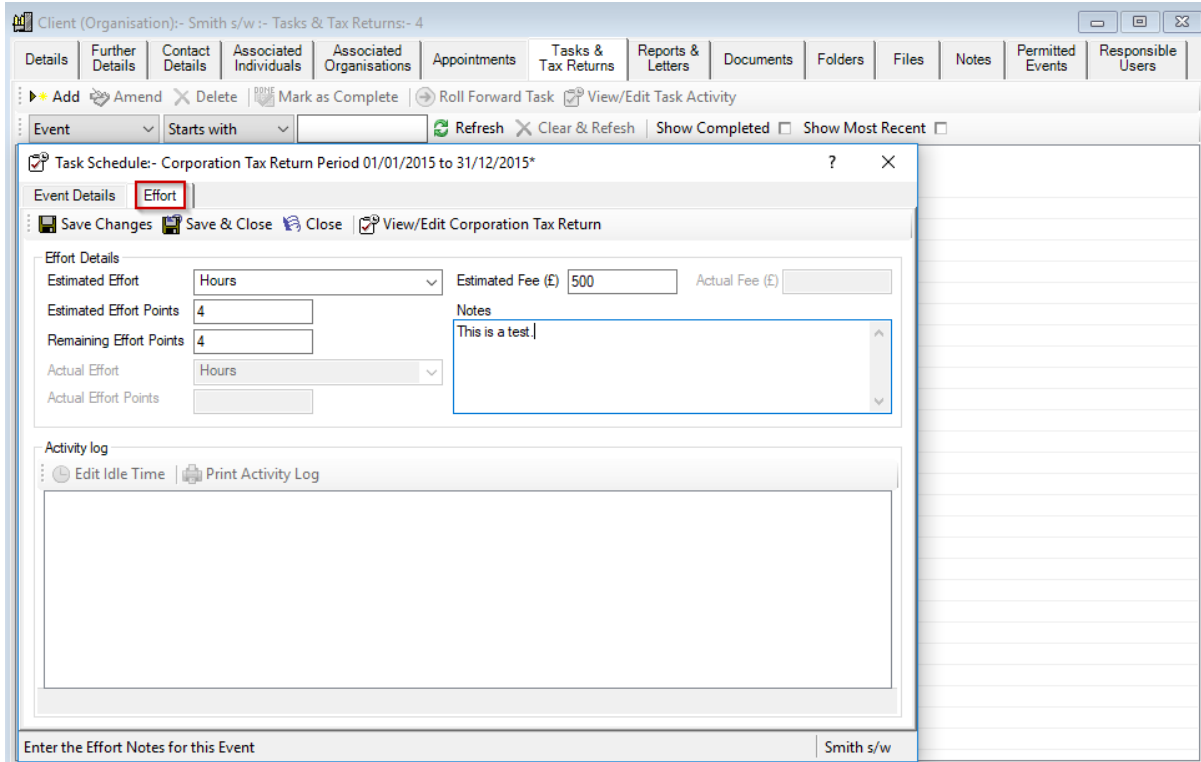 Client (Organisation):- Smith s/w :- Tasks & Tax Returns:- 4
Details
Further Details
Contact Details
Associated Individuals
Associated Organisations
Appointments
Tasks & Tax Returns
Reports & Letters
Documents
Folders
Files
Notes
Permitted Events
Responsible Users
Add Amend Delete Mark as Complete Roll Forward Task View/Edit Task Activity
Event Starts with Refresh Clear & Refesh Show Completed Show Most Recent
Task Schedule:- Corporation Tax Return Period 01/01/2015 to 31/12/2015* ?
Event Details Effort
Save Changes Save & Close Close View/Edit Corporation Tax Return
Effort Details
Estimated Effort Hours Estimated Fee (£) 500 Actual Fee (£)
Estimated Effort Points 4 Notes
Remaining Effort Points 4 This is a test.
Actual Effort Hours
Actual Effort Points
Activity log
Edit Idle Time Print Activity Log
Enter the Effort Notes for this Event Smith s/w